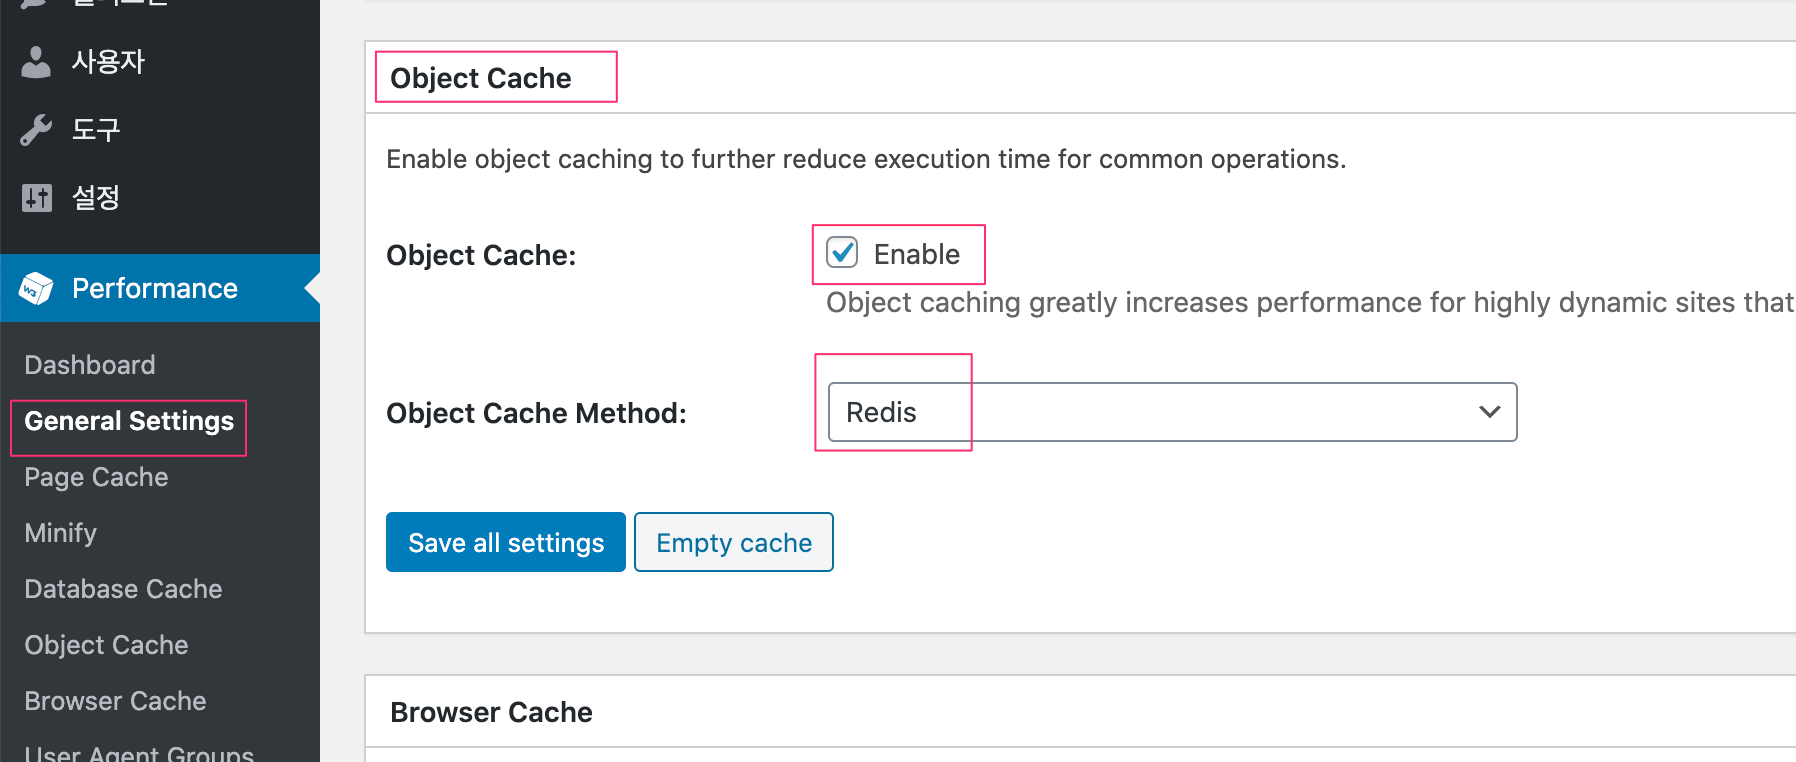 사용자
도구
설정
Performance
Dashboard
General Settings
Page Cache
Minify
Database Cache
Object Cache
Browser Cache
User Agent Groups
Object Cache
Enable object caching to further reduce execution time for common operations.
Object Cache:
Enable
Object caching greatly increases performance for highly dynamic sites that
Object Cache Method:
Redis
Save all settings
Empty cache
Browser Cache